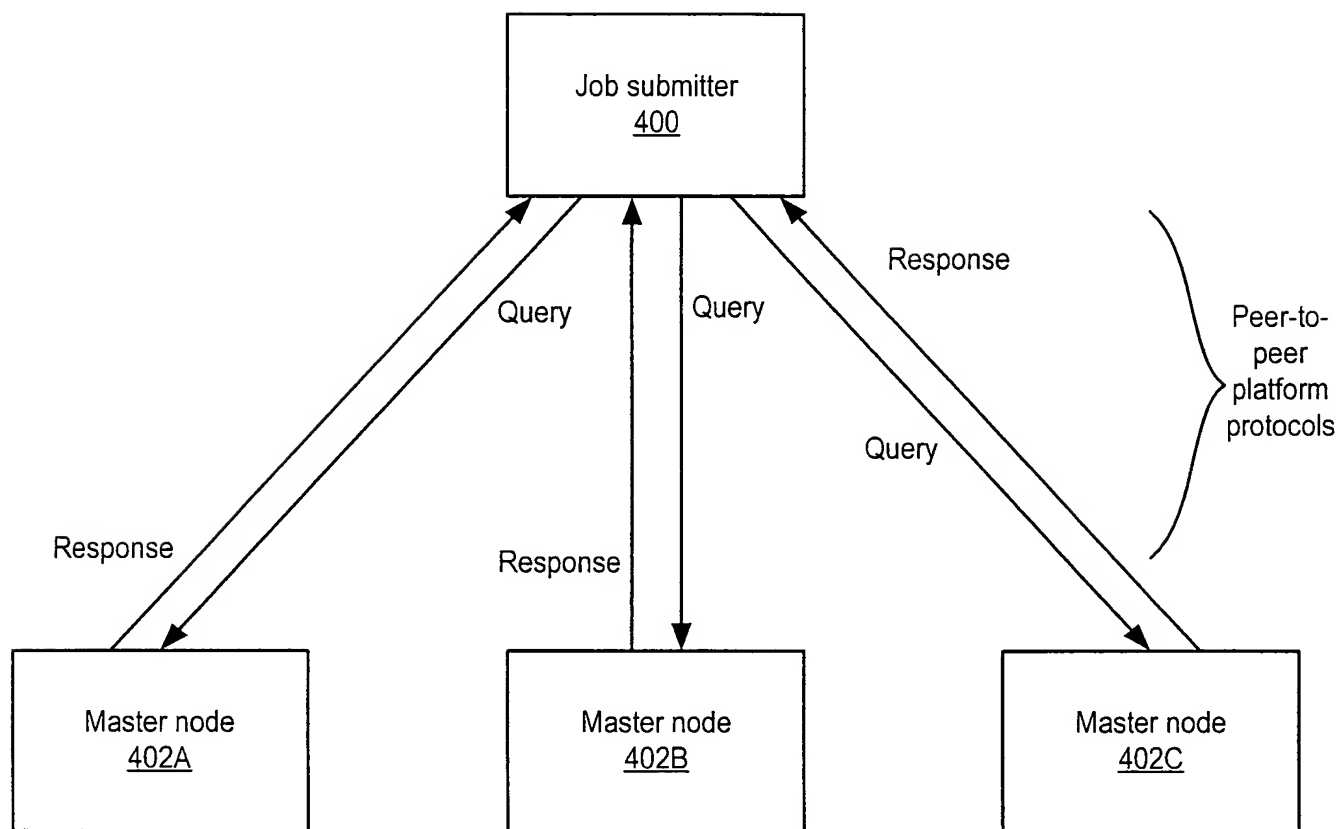 Job submitter
400
Response
Query
Query
Peer-to-
peer
platform
protocols
Query
Response
Response
Master node
402A
Master node
402B
Master node
402C